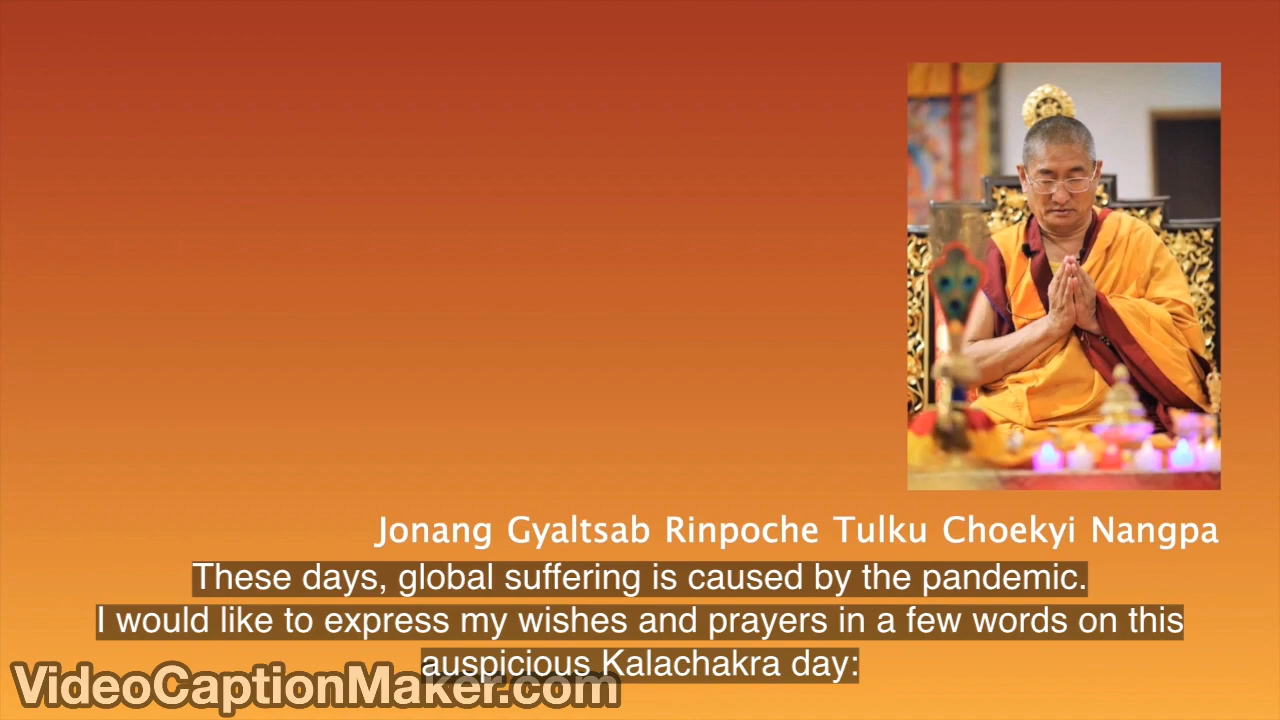 Jonang Gyaltsab Rinpoche Tulku Choekyi Nangpa
These days, global suffering is caused by the pandemic.
I would like to express my wishes and prayers in a few words on this
auspicious Kalachakra day:
VideoCaptionMaker.com